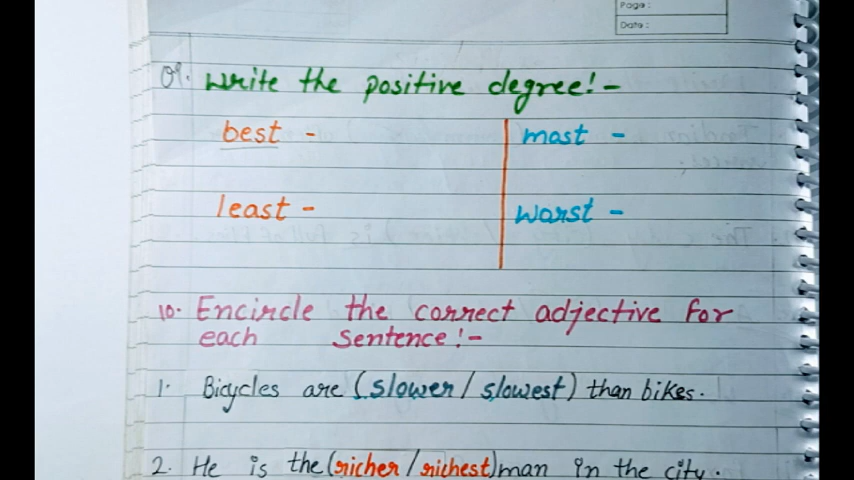 Page:
Date:
09. Write the positive degree!-
best - most -
least - worst -
10. Encircle the correct adjective for
each sentence!-
1. Bicycles are (slower/slowest) than bikes.
2. He is the (richer/richest) man in the city.